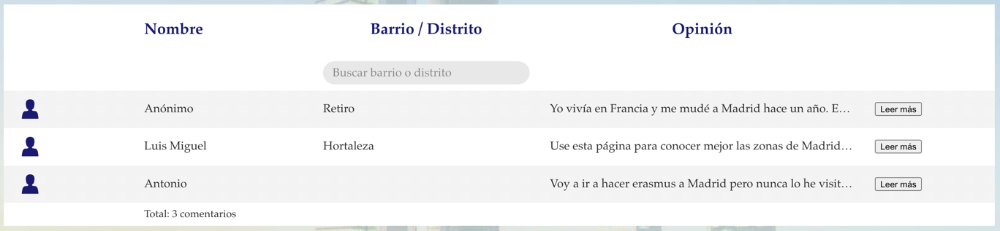 Nombre Barrio / Distrito Opinión
Buscar barrio o distrito
Anónimo Retiro Yo vivía en Francia y me mudé a Madrid hace un año. E... Leer más
Luis Miguel Hortaleza Use esta página para conocer mejor las zonas de Madrid... Leer más
Antonio Voy a ir a hacer erasmus a Madrid pero nunca lo he visit... Leer más
Total: 3 comentarios